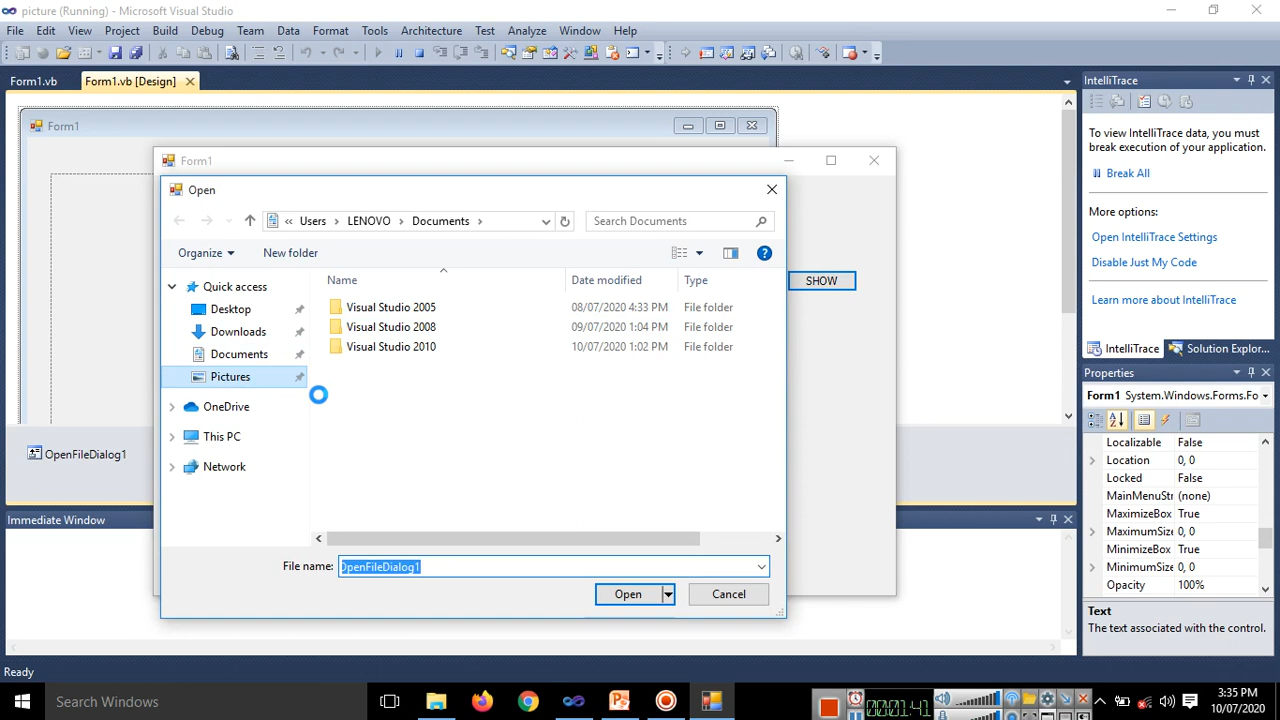 picture (Running) - Microsoft Visual Studio
File Edit View Project Build Debug Team Data Format Tools Architecture Test Analyze Window Help
Form1.vb Form1.vb [Design]
IntelliTrace
Form1
To view IntelliTrace data, you must break execution of your application.
Break All
More options:
Open IntelliTrace Settings
Disable Just My Code
Learn more about IntelliTrace
IntelliTrace Solution Explor...
Form1
SHOW
Open
« Users LENOVO Documents
Search Documents
Organize New folder
Quick access
Desktop
Downloads
Documents
Pictures
OneDrive
This PC
Network
Name Date modified Type
Visual Studio 2005 08/07/2020 4:33 PM File folder
Visual Studio 2008 09/07/2020 1:04 PM File folder
Visual Studio 2010 10/07/2020 1:02 PM File folder
File name: OpenFileDialog1
Open Cancel
OpenFileDialog1
Immediate Window
Properties
Form1 System.Windows.Forms.Fo
Localizable False
Location 0, 0
Locked False
MainMenuStr (none)
MaximizeBox True
MaximumSize 0, 0
MinimizeBox True
MinimumSize 0, 0
Opacity 100%
Text
The text associated with the control.
Ready
Search Windows
00:01:41
3:35 PM
10/07/2020